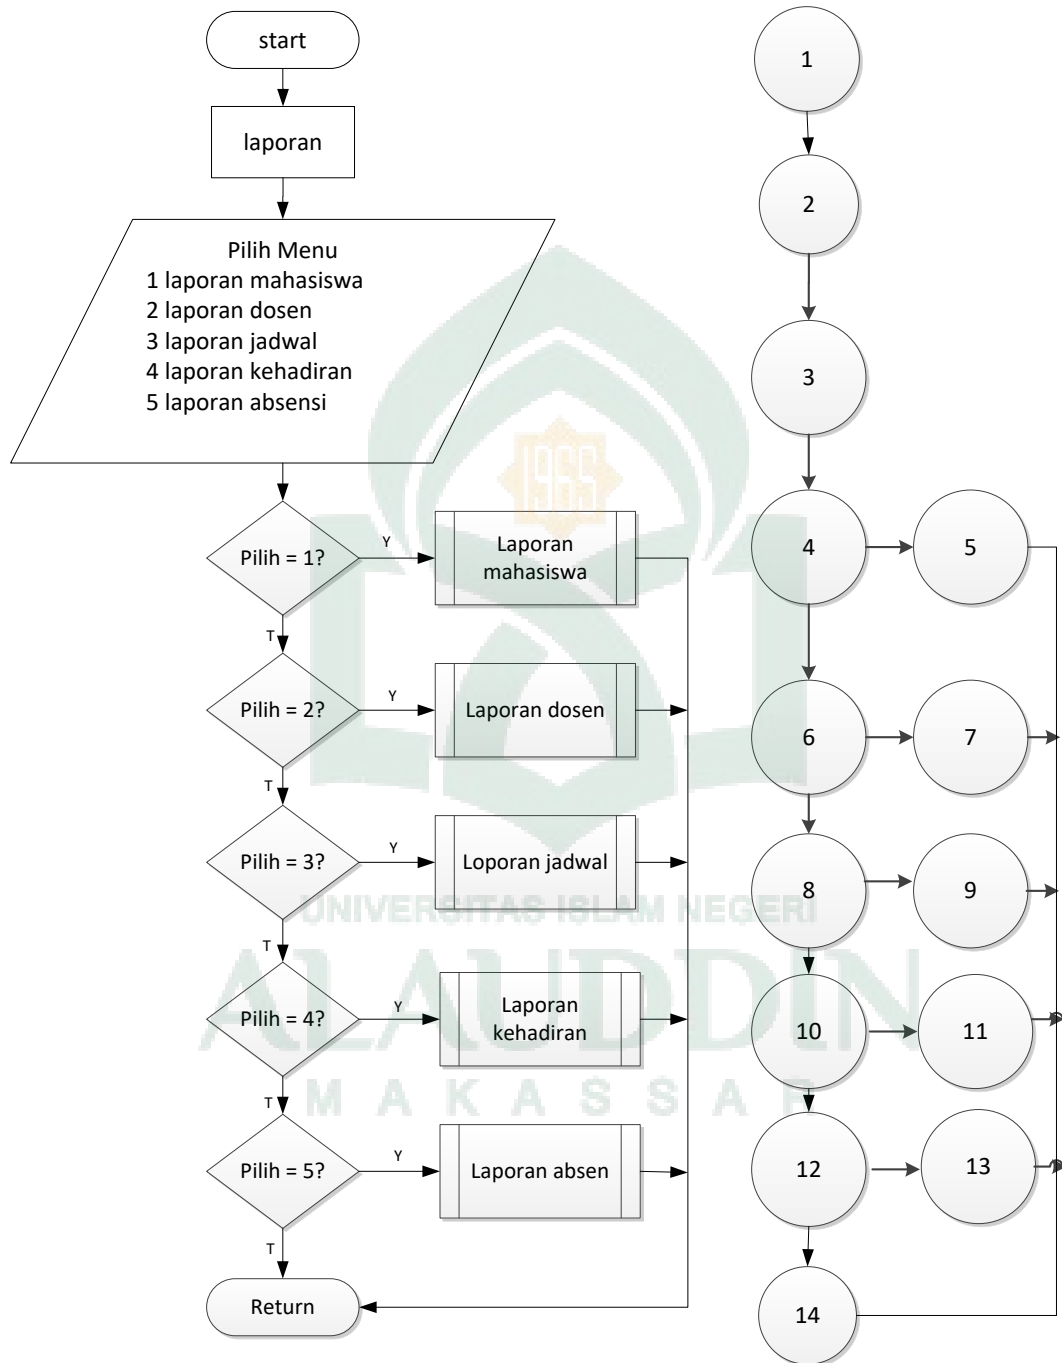 start
laporan
Pilih Menu
1 laporan mahasiswa
2 laporan dosen
3 laporan jadwal
4 laporan kehadiran
5 laporan absensi
Pilih = 1?
Y
Laporan
mahasiswa
T
Pilih = 2?
Y
Laporan dosen
T
Pilih = 3?
Y
Loporan jadwal
T
Pilih = 4?
Y
Laporan
kehadiran
T
Pilih = 5?
Y
Laporan absen
T
Return
1
2
3
4
5
6
7
8
9
10
11
12
13
14
1965
UNIVERSITAS ISLAM NEGERI
ALAUDDIN
MAKASSAR